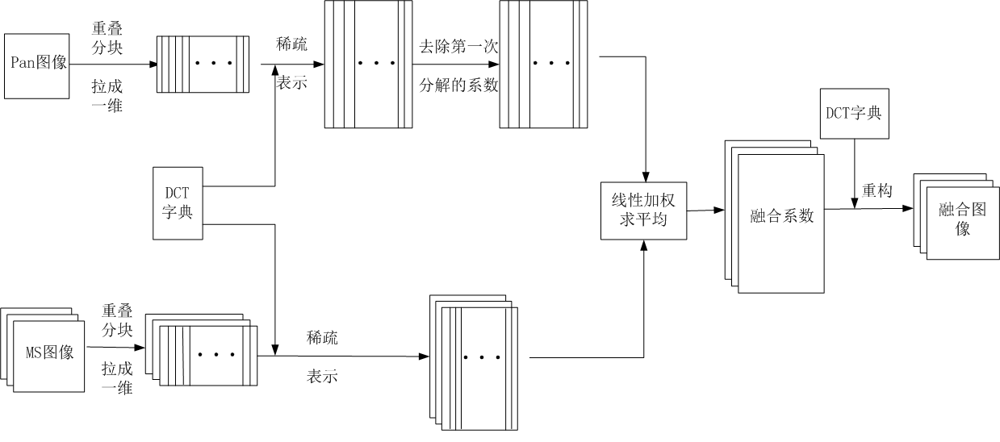 Pan图像
重叠
分块
拉成
一维
稀疏
表示
去除第一次
分解的系数
DCT
字典
MS图像
重叠
分块
拉成
一维
稀疏
表示
线性加权
求平均
融合系数
DCT字典
重构
融合图
像